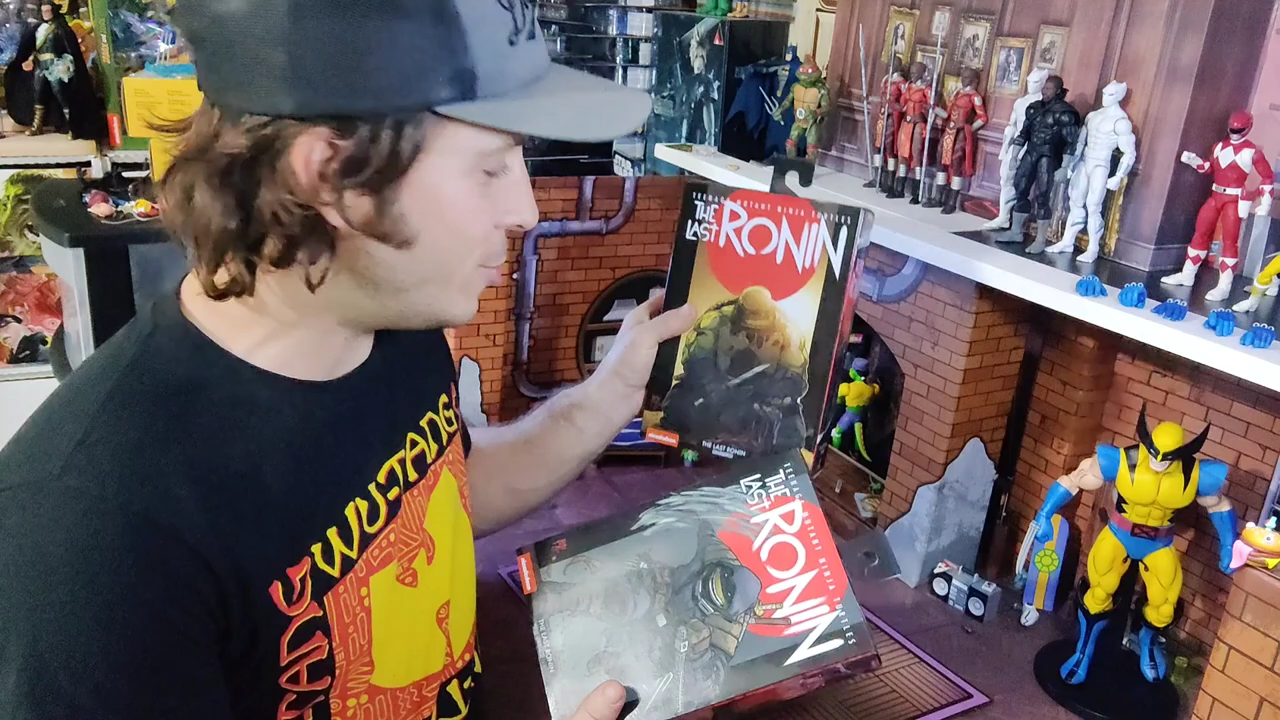 TEENAGE MUTANT NINJA TURTLES
THE
LAST
RONIN
nickelodeon
THE LAST RONIN
TEENAGE MUTANT NINJA TURTLES
THE
LAST
RONIN
nickelodeon
WU-TANG